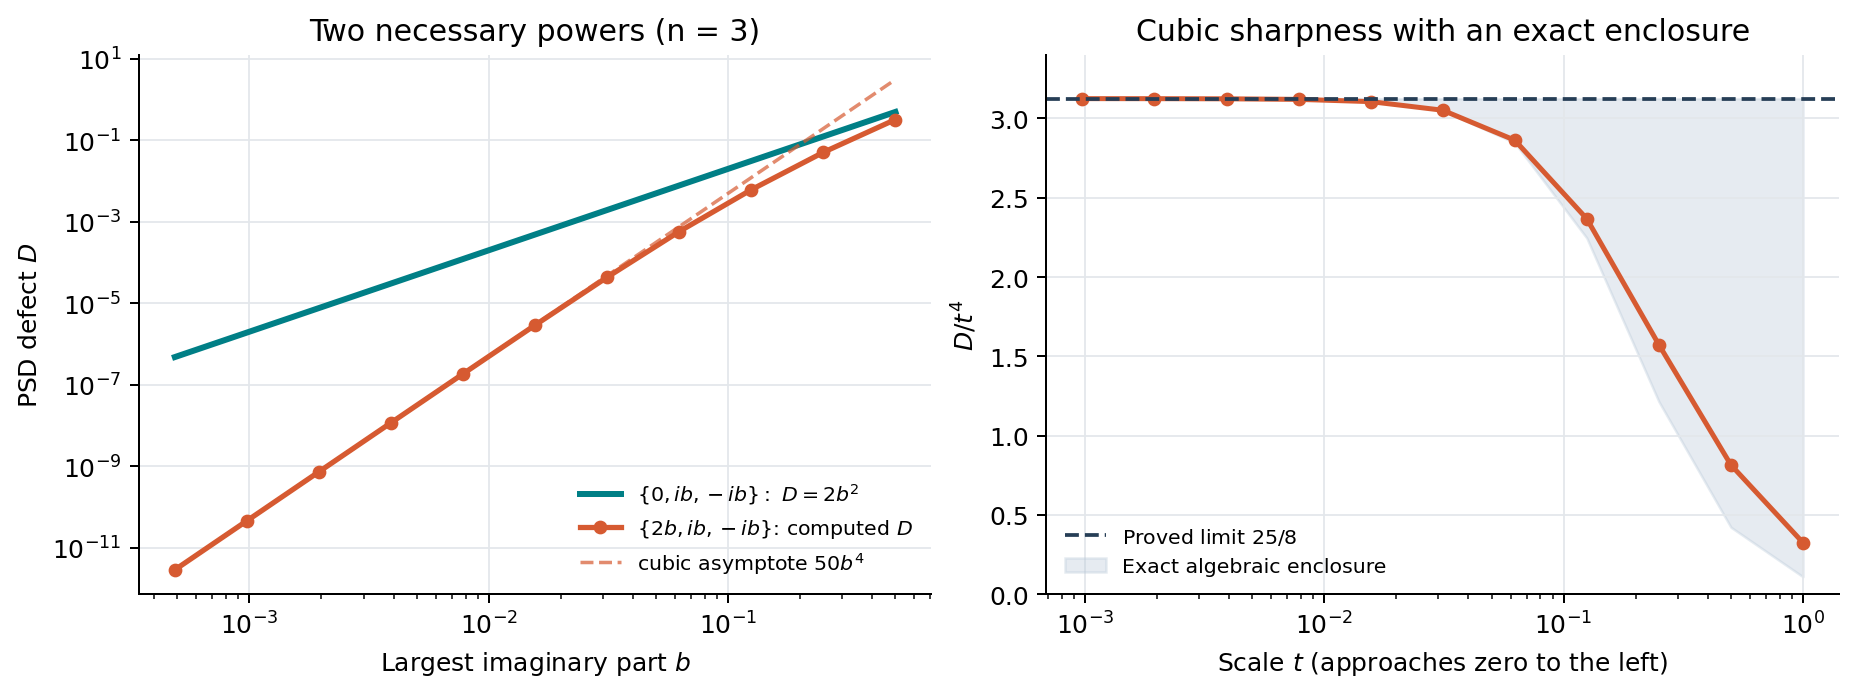 Two necessary powers (n = 3)
10^1
10^{-1}
10^{-3}
10^{-5}
10^{-7}
10^{-9}
10^{-11}
PSD defect D
{0, ib, −ib} : D = 2b^2
{2b, ib, −ib}: computed D
cubic asymptote 50b^4
10^{-3}
10^{-2}
10^{-1}
Largest imaginary part b
Cubic sharpness with an exact enclosure
3.0
2.5
2.0
1.5
1.0
0.5
0.0
D/t^4
Proved limit 25/8
Exact algebraic enclosure
10^{-3}
10^{-2}
10^{-1}
10^0
Scale t (approaches zero to the left)